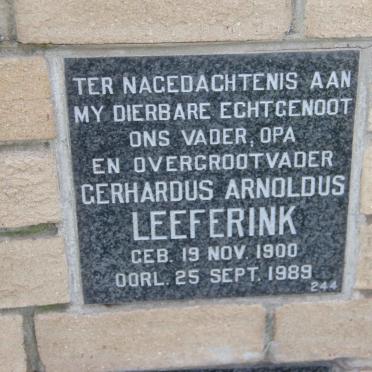 TER NAGEDACHTENIS AAN
MY DIERBARE ECHTGENOOT
ONS VADER, OPA
EN OVERGROOTVADER
GERHARDUS ARNOLDUS
LEEFERINK
GEB. 19 NOV. 1900
OORL. 25 SEPT. 1989
244